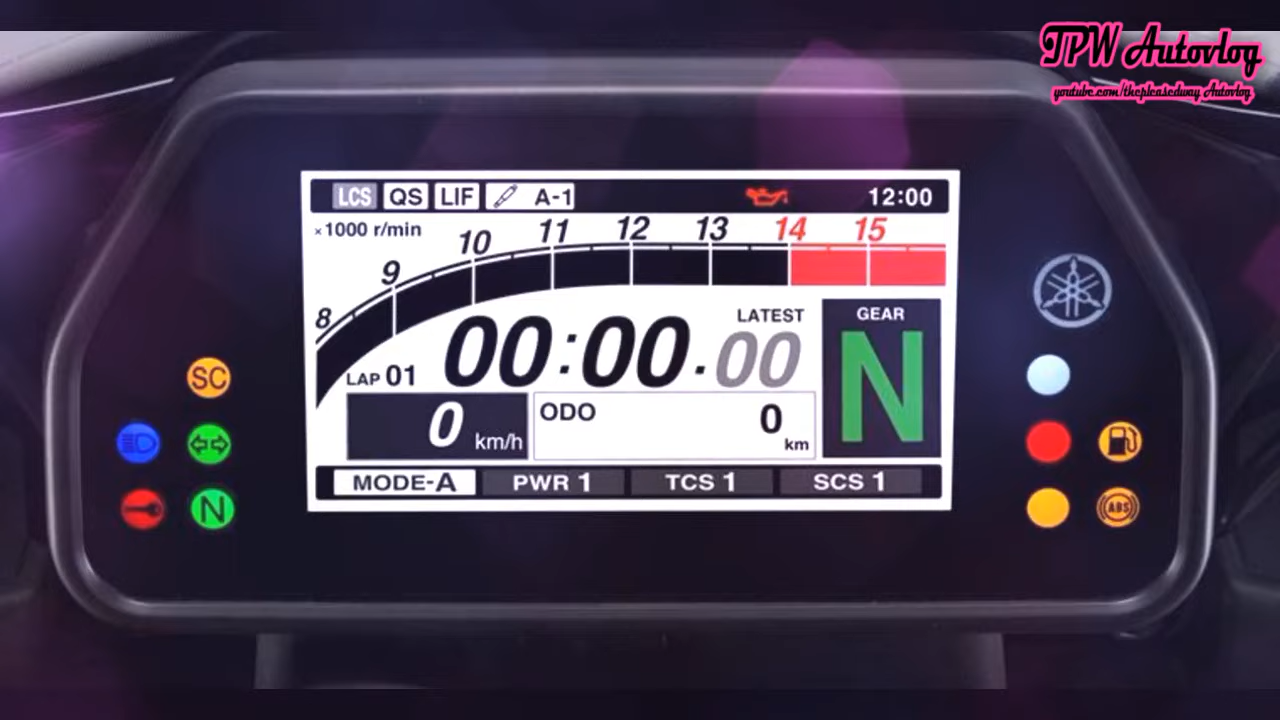 TPW Autovlog
youtube.com/thepleasedway Autovlog
LCS QS LIF A-1 12:00
×1000 r/min
8 9 10 11 12 13 14 15
LATEST
GEAR
LAP 01 00:00.00
N
SC
0 km/h
ODO 0 km
MODE-A PWR 1 TCS 1 SCS 1
N
ABS